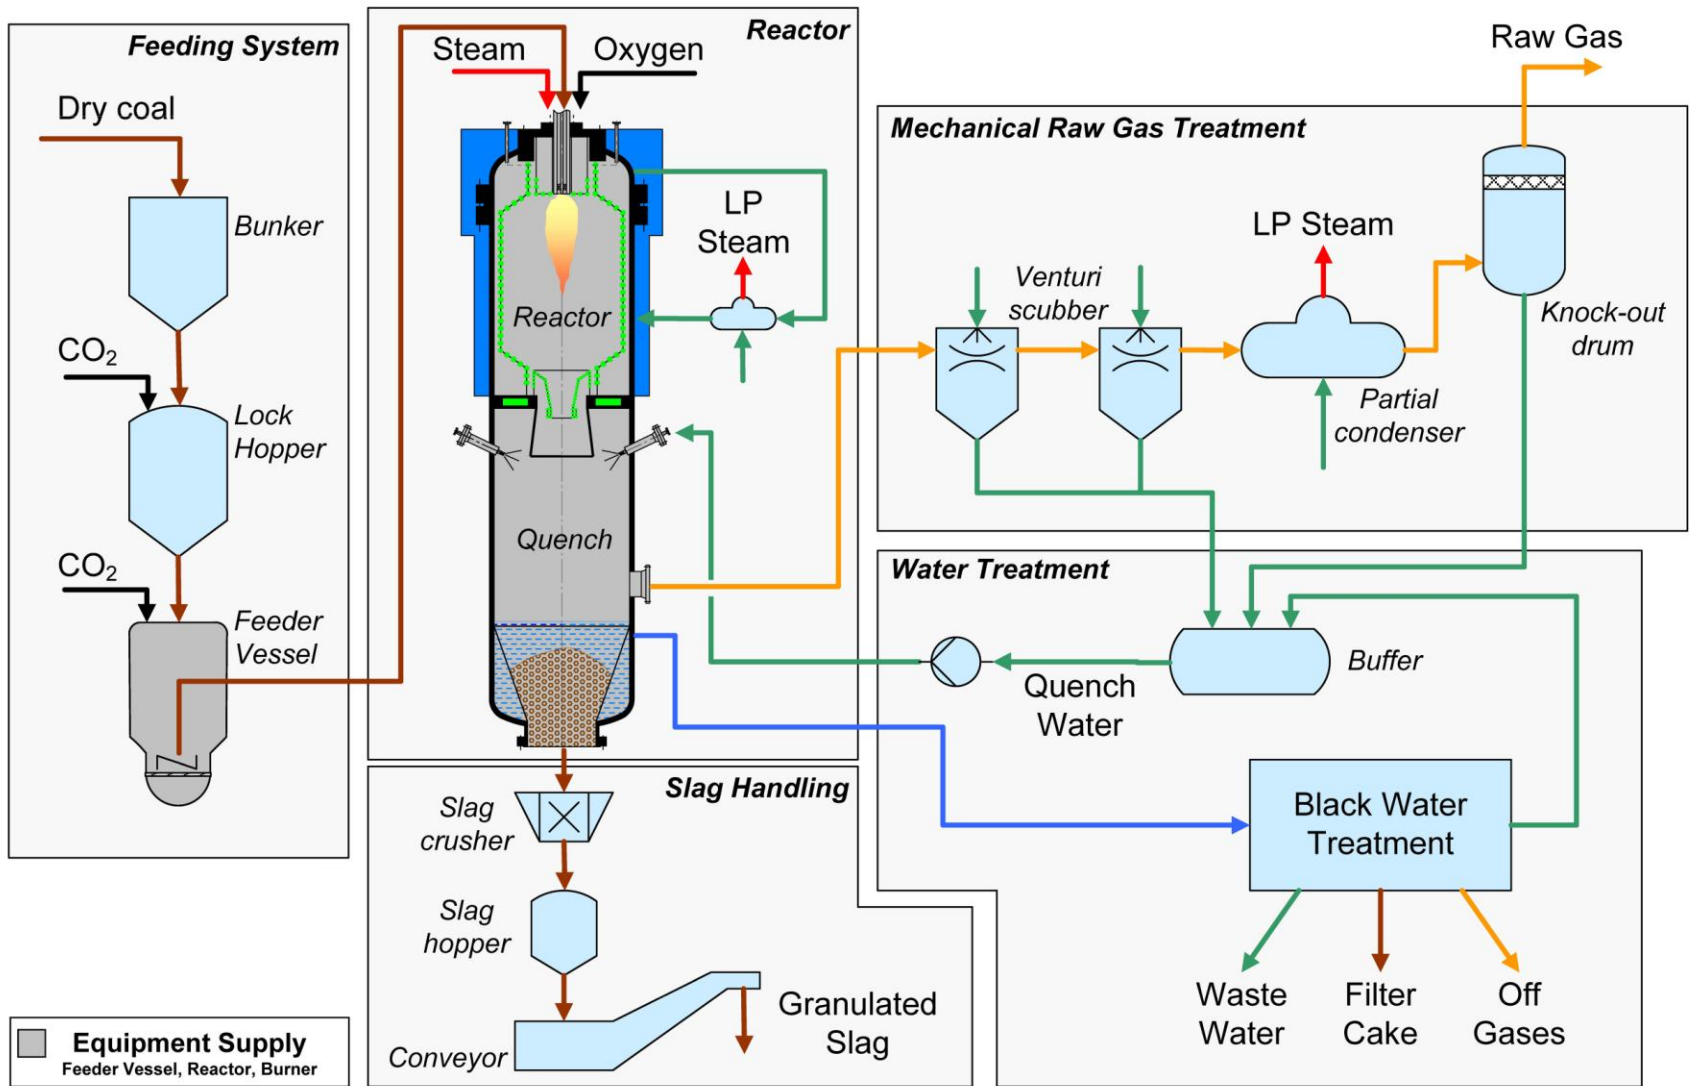 Feeding System
Dry coal
Bunker
CO₂
Lock
Hopper
CO₂
Feeder
Vessel
Equipment Supply
Feeder Vessel, Reactor, Burner
Reactor
Steam
Oxygen
LP
Steam
Reactor
Quench
Slag Handling
Slag
crusher
Slag
hopper
Conveyor
Granulated
Slag
Raw Gas
Mechanical Raw Gas Treatment
Venturi
scubber
LP Steam
Partial
condenser
Knock-out
drum
Water Treatment
Buffer
Quench
Water
Black Water
Treatment
Waste
Water
Filter
Cake
Off
Gases